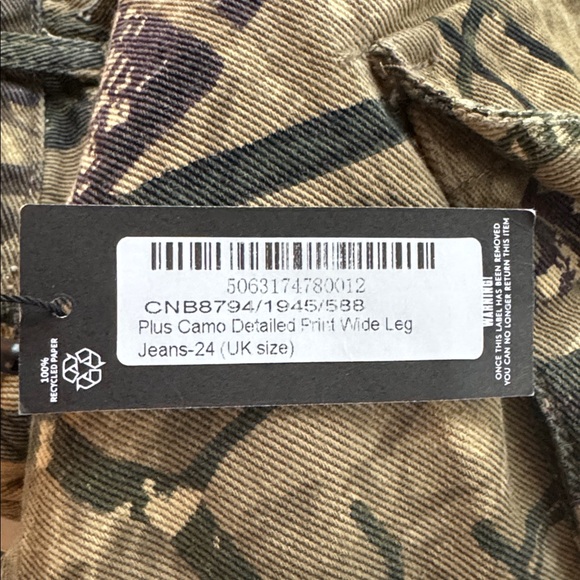 5063174780012
CNB8794/1945/588
Plus Camo Detailed Print Wide Leg
Jeans-24 (UK size)
100%
RECYCLED PAPER
WARNING!
ONCE THIS LABEL HAS BEEN REMOVED
YOU CAN NO LONGER RETURN THIS ITEM